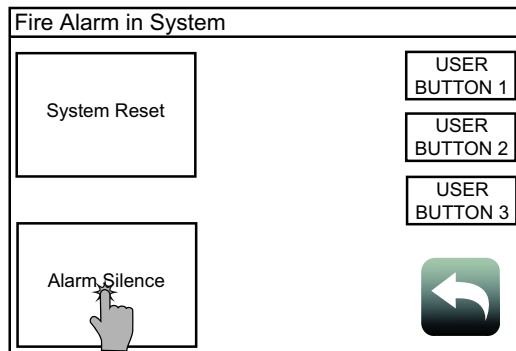 Fire Alarm in System
System Reset
USER
BUTTON 1
USER
BUTTON 2
USER
BUTTON 3
Alarm Silence